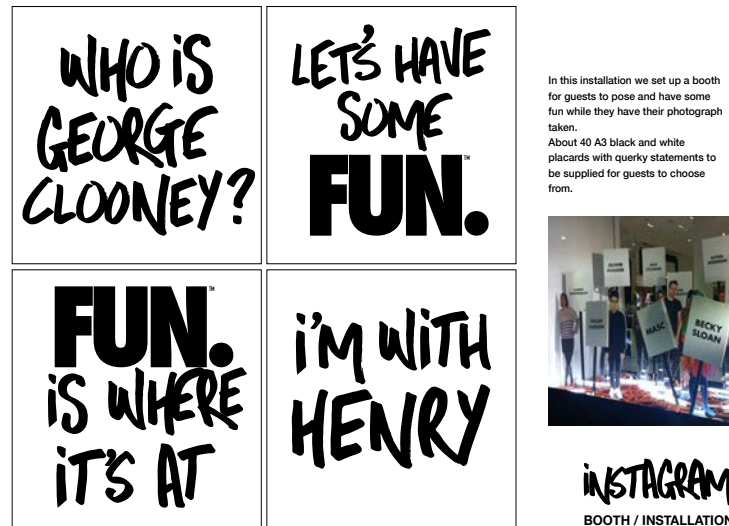 WHO iS
GEORGE
CLOONEY?
LET'S HAVE
SOME
FUN.™
FUN.™
iS WHERE
iT'S AT
i'M WiTH
HENRY
In this installation we set up a booth
for guests to pose and have some
fun while they have their photograph
taken.
About 40 A3 black and white
placards with querky statements to
be supplied for guests to choose
from.
MASC
BECKY
SLOAN
iNSTAGRAM
BOOTH / INSTALLATION